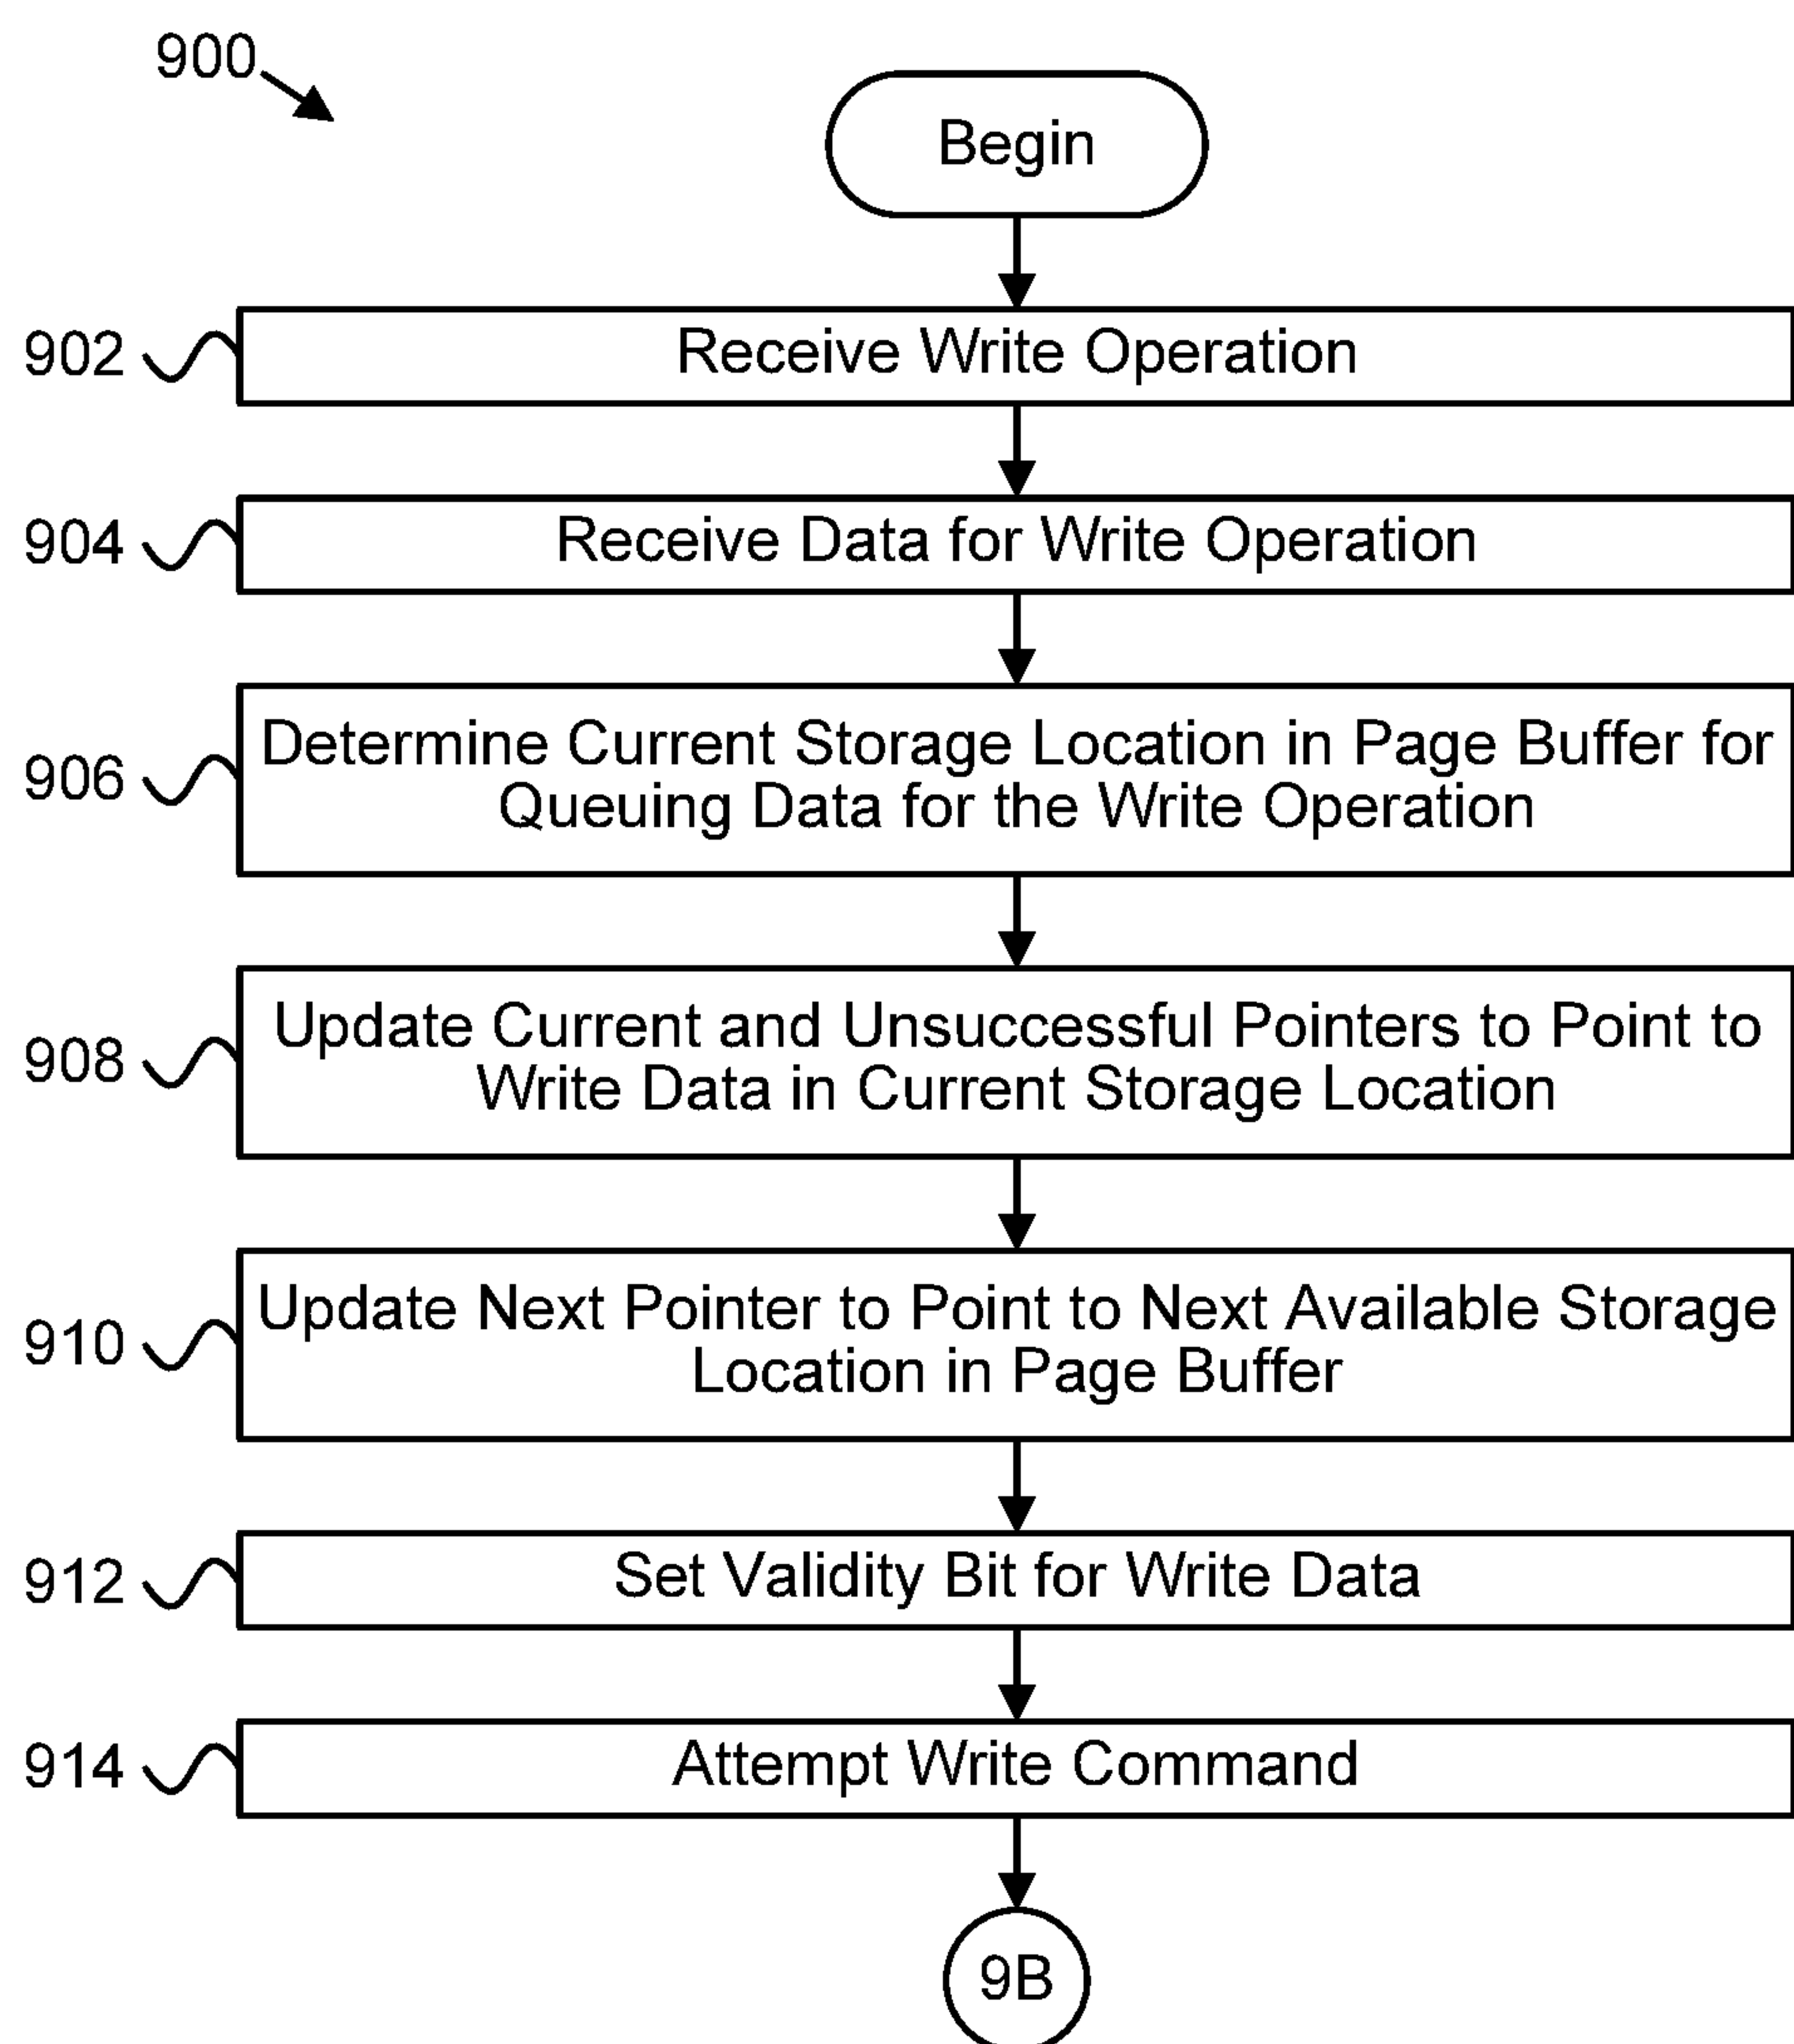 900
Begin
902
Receive Write Operation
904
Receive Data for Write Operation
906
Determine Current Storage Location in Page Buffer for
Queuing Data for the Write Operation
908
Update Current and Unsuccessful Pointers to Point to
Write Data in Current Storage Location
910
Update Next Pointer to Point to Next Available Storage
Location in Page Buffer
912
Set Validity Bit for Write Data
914
Attempt Write Command
9B